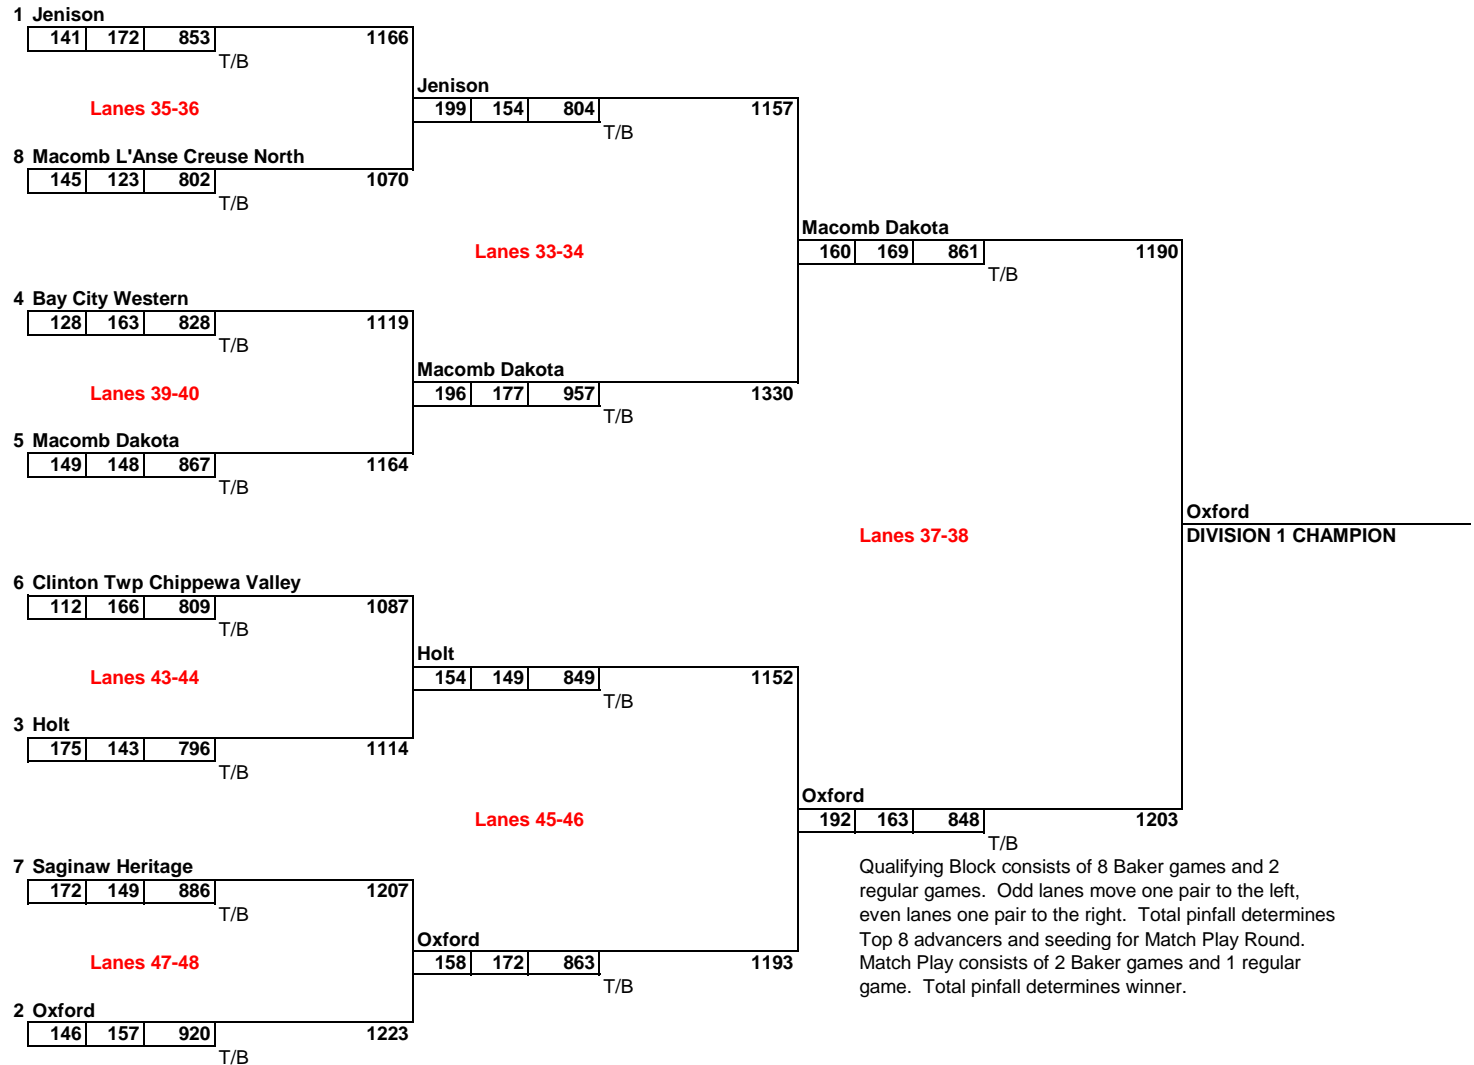 1 Jenison
141 172 853 1166
T/B
Jenison
Lanes 35-36 199 154 804 1157
T/B
8 Macomb L'Anse Creuse North
145 123 802 1070
T/B
Macomb Dakota
Lanes 33-34 160 169 861 1190
T/B
4 Bay City Western
128 163 828 1119
T/B
Macomb Dakota
Lanes 39-40 196 177 957 1330
T/B
5 Macomb Dakota
149 148 867 1164
T/B
Oxford
Lanes 37-38 DIVISION 1 CHAMPION
6 Clinton Twp Chippewa Valley
112 166 809 1087
T/B
Holt
Lanes 43-44 154 149 849 1152
T/B
3 Holt
175 143 796 1114
T/B
Oxford
Lanes 45-46 192 163 848 1203
T/B
7 Saginaw Heritage
172 149 886 1207
T/B
Oxford
Lanes 47-48 158 172 863 1193
T/B
2 Oxford
146 157 920 1223
T/B
Qualifying Block consists of 8 Baker games and 2
regular games. Odd lanes move one pair to the left,
even lanes one pair to the right. Total pinfall determines
Top 8 advancers and seeding for Match Play Round.
Match Play consists of 2 Baker games and 1 regular
game. Total pinfall determines winner.